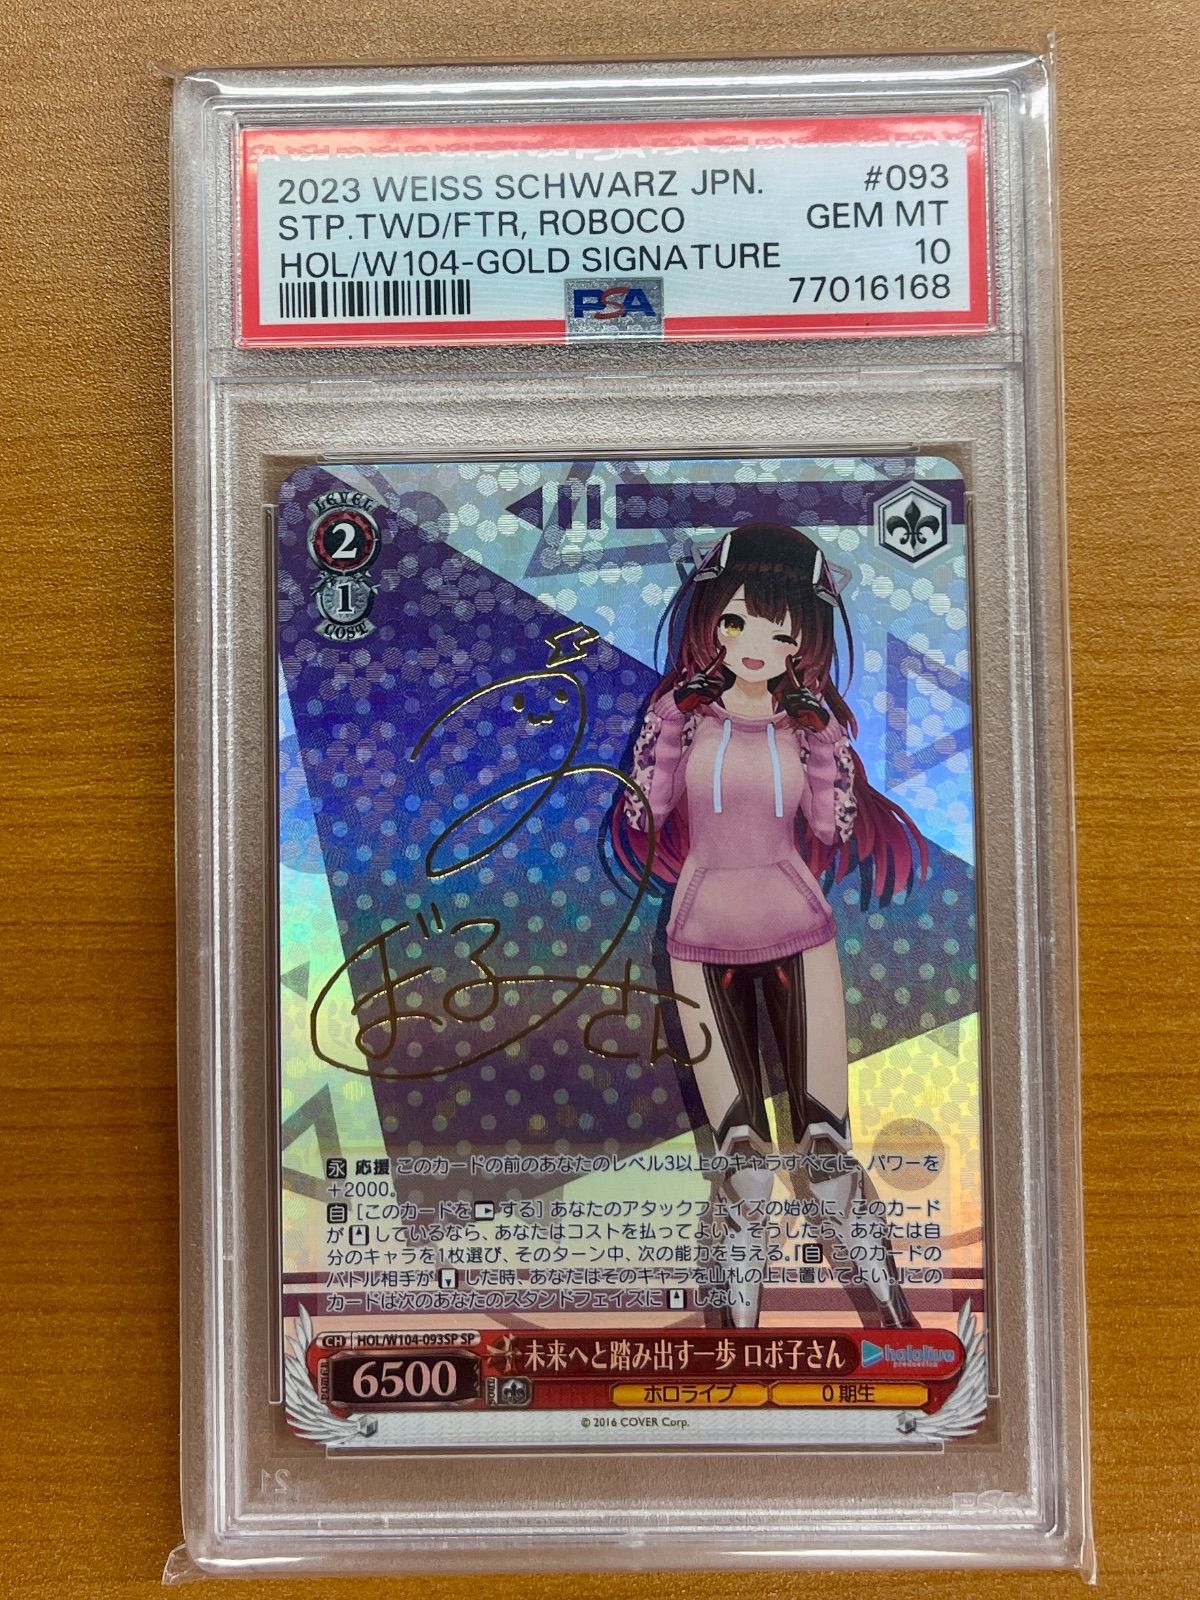 2023 WEISS SCHWARZ JPN. #093
STP.TWD/FTR, ROBOCO GEM MT
HOL/W104-GOLD SIGNATURE 10
77016168
PSA
LEVEL
2
1
COST
ろぼろさん
永 応援 このカードの前のあなたのレベル3以上のキャラすべてに、パワーを
+2000。
自 [このカードをする] あなたのアタックフェイズの始めに、このカード
がしているなら、あなたはコストを払ってよい。そうしたら、あなたは自
分のキャラを1枚選び、そのターン中、次の能力を与える。『自 このカードの
バトル相手がした時、あなたはそのキャラを山札の上に置いてよい。』この
カードは次のあなたのスタンドフェイズにしない。
CH HOL/W104-093SP SP
6500
未来へと踏み出す一歩 ロボ子さん
hololive
production
ホロライブ 0期生
© 2016 COVER Corp.
21
PSA